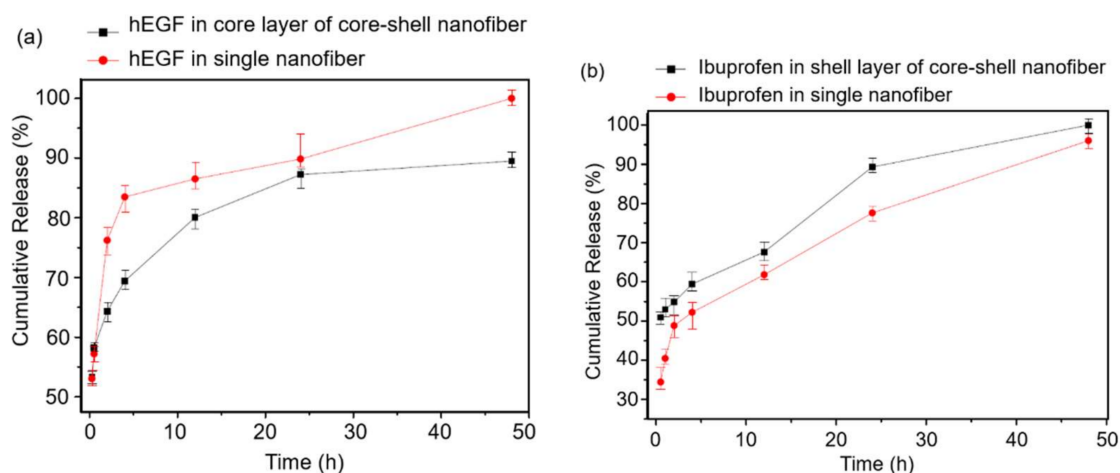 (a)
hEGF in core layer of core-shell nanofiber
hEGF in single nanofiber
Cumulative Release (%)
100
90
80
70
60
50
0 10 20 30 40 50
Time (h)
(b)
Ibuprofen in shell layer of core-shell nanofiber
Ibuprofen in single nanofiber
Cumulative Release (%)
100
90
80
70
60
50
40
30
0 10 20 30 40 50
Time (h)